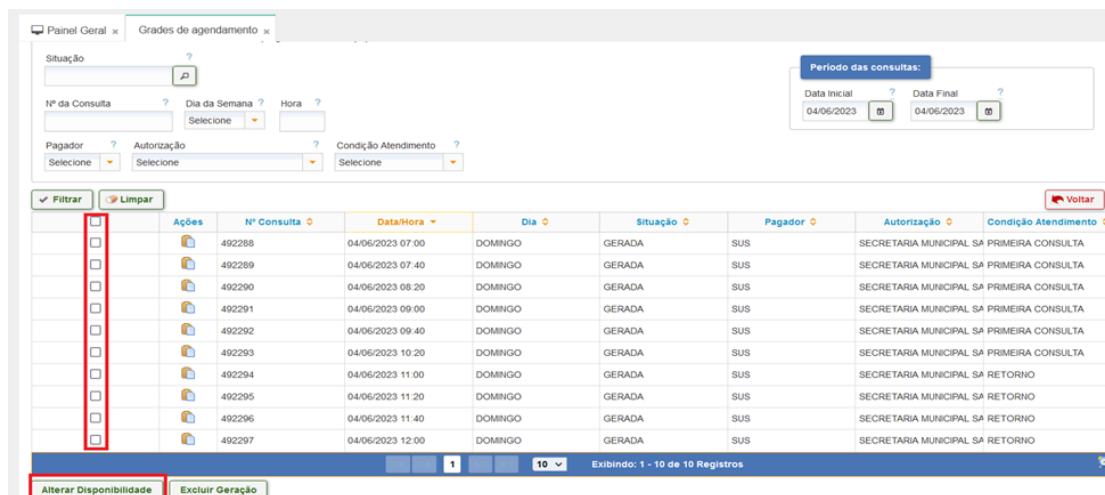 Painel Geral × Grades de agendamento ×
Situação ?
Período das consultas:
Data Inicial ? Data Final ?
04/06/2023 04/06/2023
Nº da Consulta ? Dia da Semana ? Hora ?
Selecione
Pagador ? Autorização ? Condição Atendimento ?
Selecione Selecione Selecione
Filtrar Limpar Voltar
Ações Nº Consulta Data/Hora Dia Situação Pagador Autorização Condição Atendimento
492288 04/06/2023 07:00 DOMINGO GERADA SUS SECRETARIA MUNICIPAL SA PRIMEIRA CONSULTA
492289 04/06/2023 07:40 DOMINGO GERADA SUS SECRETARIA MUNICIPAL SA PRIMEIRA CONSULTA
492290 04/06/2023 08:20 DOMINGO GERADA SUS SECRETARIA MUNICIPAL SA PRIMEIRA CONSULTA
492291 04/06/2023 09:00 DOMINGO GERADA SUS SECRETARIA MUNICIPAL SA PRIMEIRA CONSULTA
492292 04/06/2023 09:40 DOMINGO GERADA SUS SECRETARIA MUNICIPAL SA PRIMEIRA CONSULTA
492293 04/06/2023 10:20 DOMINGO GERADA SUS SECRETARIA MUNICIPAL SA PRIMEIRA CONSULTA
492294 04/06/2023 11:00 DOMINGO GERADA SUS SECRETARIA MUNICIPAL SA RETORNO
492295 04/06/2023 11:20 DOMINGO GERADA SUS SECRETARIA MUNICIPAL SA RETORNO
492296 04/06/2023 11:40 DOMINGO GERADA SUS SECRETARIA MUNICIPAL SA RETORNO
492297 04/06/2023 12:00 DOMINGO GERADA SUS SECRETARIA MUNICIPAL SA RETORNO
1 10 Exibindo: 1 - 10 de 10 Registros
Alterar Disponibilidade Excluir Geração